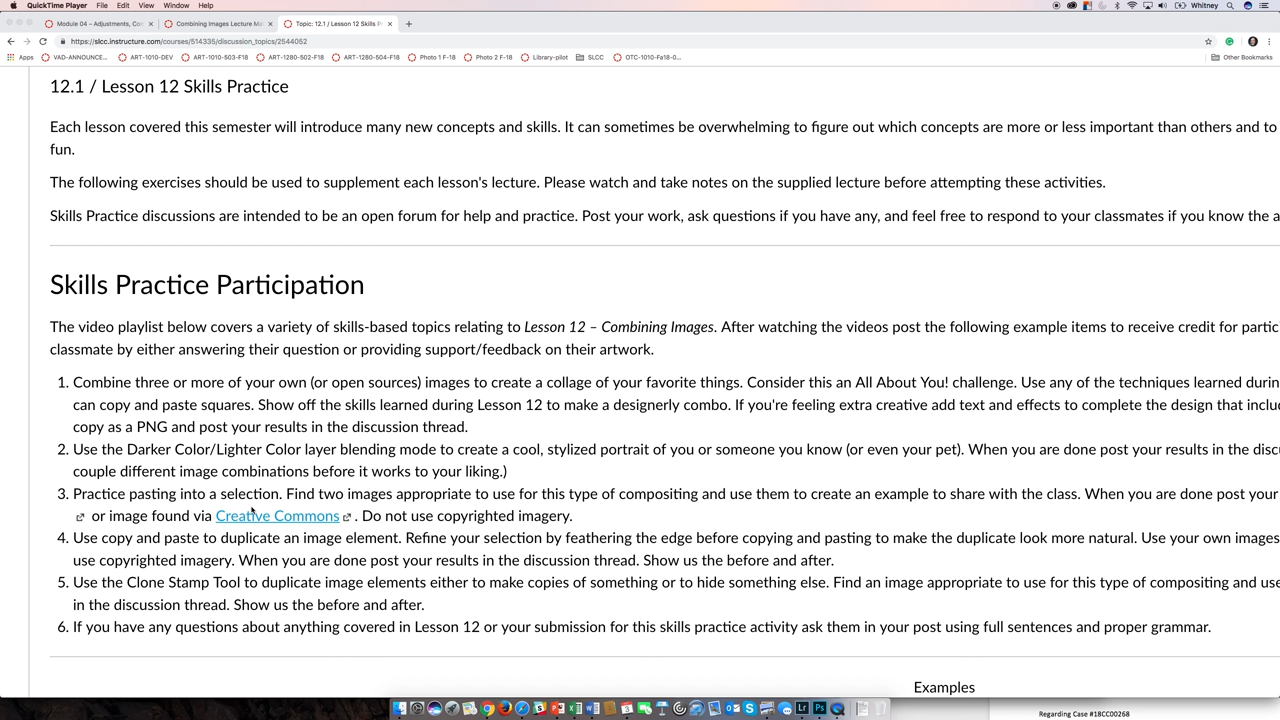 QuickTime Player File Edit View Window Help Whitney
Module 04 – Adjustments, Co Combining Images Lecture Ma Topic: 12.1 / Lesson 12 Skills P
https://slcc.instructure.com/courses/514335/discussion_topics/2544052
Apps VAD-ANNOUNCE... ART-1010-DEV ART-1010-503-F18 ART-1280-502-F18 ART-1280-504-F18 Photo 1 F-18 Photo 2 F-18 Library-pilot SLCC OTC-1010-Fa18-0... Other Bookmarks
12.1 / Lesson 12 Skills Practice
Each lesson covered this semester will introduce many new concepts and skills. It can sometimes be overwhelming to figure out which concepts are more or less important than others and to
fun.
The following exercises should be used to supplement each lesson's lecture. Please watch and take notes on the supplied lecture before attempting these activities.
Skills Practice discussions are intended to be an open forum for help and practice. Post your work, ask questions if you have any, and feel free to respond to your classmates if you know the a
Skills Practice Participation
The video playlist below covers a variety of skills-based topics relating to Lesson 12 – Combining Images. After watching the videos post the following example items to receive credit for partic
classmate by either answering their question or providing support/feedback on their artwork.
1. Combine three or more of your own (or open sources) images to create a collage of your favorite things. Consider this an All About You! challenge. Use any of the techniques learned durin
can copy and paste squares. Show off the skills learned during Lesson 12 to make a designerly combo. If you're feeling extra creative add text and effects to complete the design that inclu
copy as a PNG and post your results in the discussion thread.
2. Use the Darker Color/Lighter Color layer blending mode to create a cool, stylized portrait of you or someone you know (or even your pet). When you are done post your results in the discu
couple different image combinations before it works to your liking.)
3. Practice pasting into a selection. Find two images appropriate to use for this type of compositing and use them to create an example to share with the class. When you are done post your
or image found via Creative Commons . Do not use copyrighted imagery.
4. Use copy and paste to duplicate an image element. Refine your selection by feathering the edge before copying and pasting to make the duplicate look more natural. Use your own images
use copyrighted imagery. When you are done post your results in the discussion thread. Show us the before and after.
5. Use the Clone Stamp Tool to duplicate image elements either to make copies of something or to hide something else. Find an image appropriate to use for this type of compositing and use
in the discussion thread. Show us the before and after.
6. If you have any questions about anything covered in Lesson 12 or your submission for this skills practice activity ask them in your post using full sentences and proper grammar.
Examples
Regarding Case #18CC00268